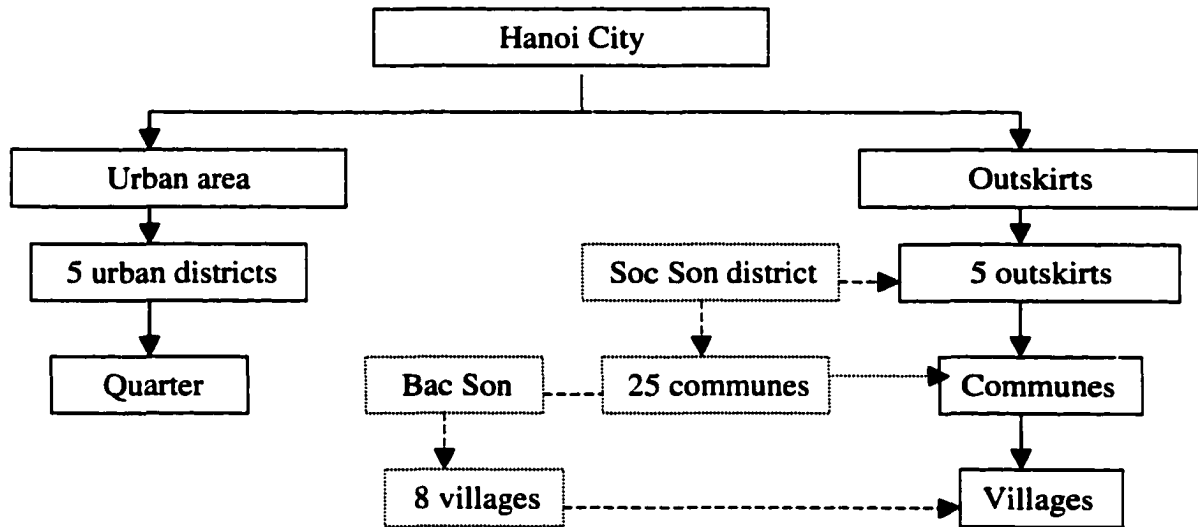 Hanoi City
Urban area
Outskirts
5 urban districts
Soc Son district
5 outskirts
Quarter
Bac Son
25 communes
Communes
8 villages
Villages